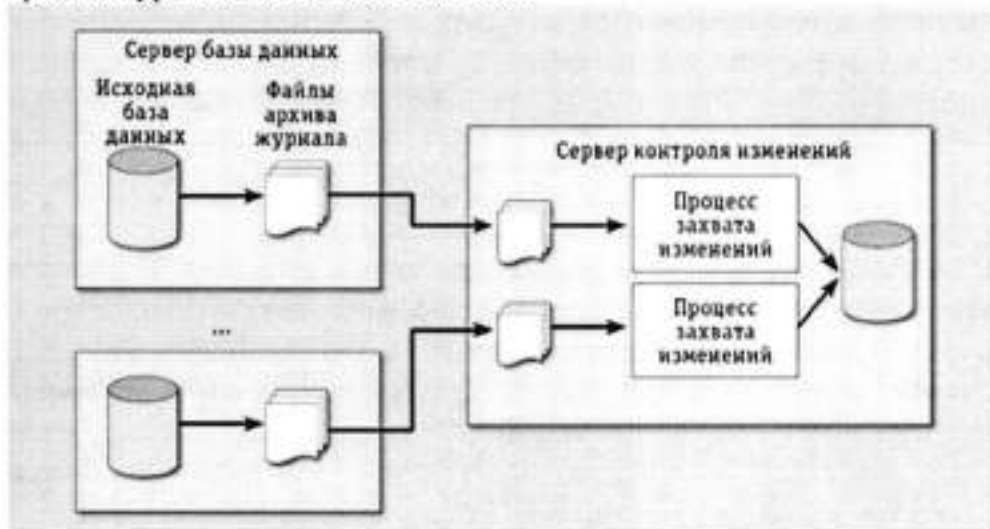 Сервер базы данных
Исходная
база
данных
Файлы
архива
журнала
Сервер контроля изменений
Процесс
захвата
изменений
...
Процесс
захвата
изменений